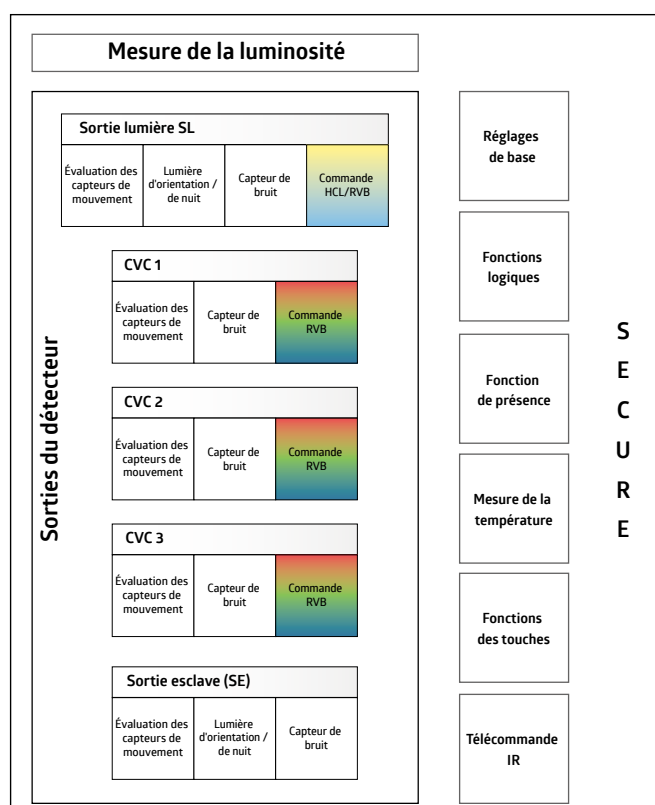 Mesure de la luminosité
Sorties du détecteur
Sortie lumière SL
Évaluation des
capteurs de
mouvement
Lumière
d'orientation /
de nuit
Capteur de
bruit
Commande
HCL/RVB
CVC 1
Évaluation des
capteurs de
mouvement
Capteur de
bruit
Commande
RVB
CVC 2
Évaluation des
capteurs de
mouvement
Capteur de
bruit
Commande
RVB
CVC 3
Évaluation des
capteurs de
mouvement
Capteur de
bruit
Commande
RVB
Sortie esclave (SE)
Évaluation des
capteurs de
mouvement
Lumière
d'orientation /
de nuit
Capteur de
bruit
Réglages
de base
Fonctions
logiques
Fonction
de présence
Mesure de la
température
Fonctions
des touches
Télécommande
IR
S
E
C
U
R
E